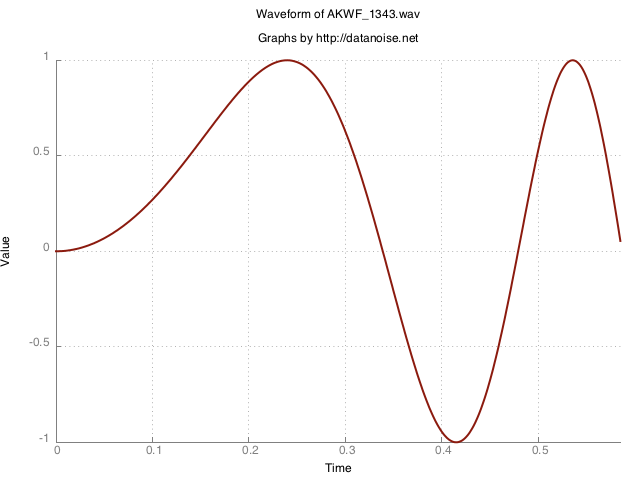 Waveform of AKWF_1343.wav
Graphs by http://datanoise.net
1
0.5
0
-0.5
-1
Value
0 0.1 0.2 0.3 0.4 0.5
Time